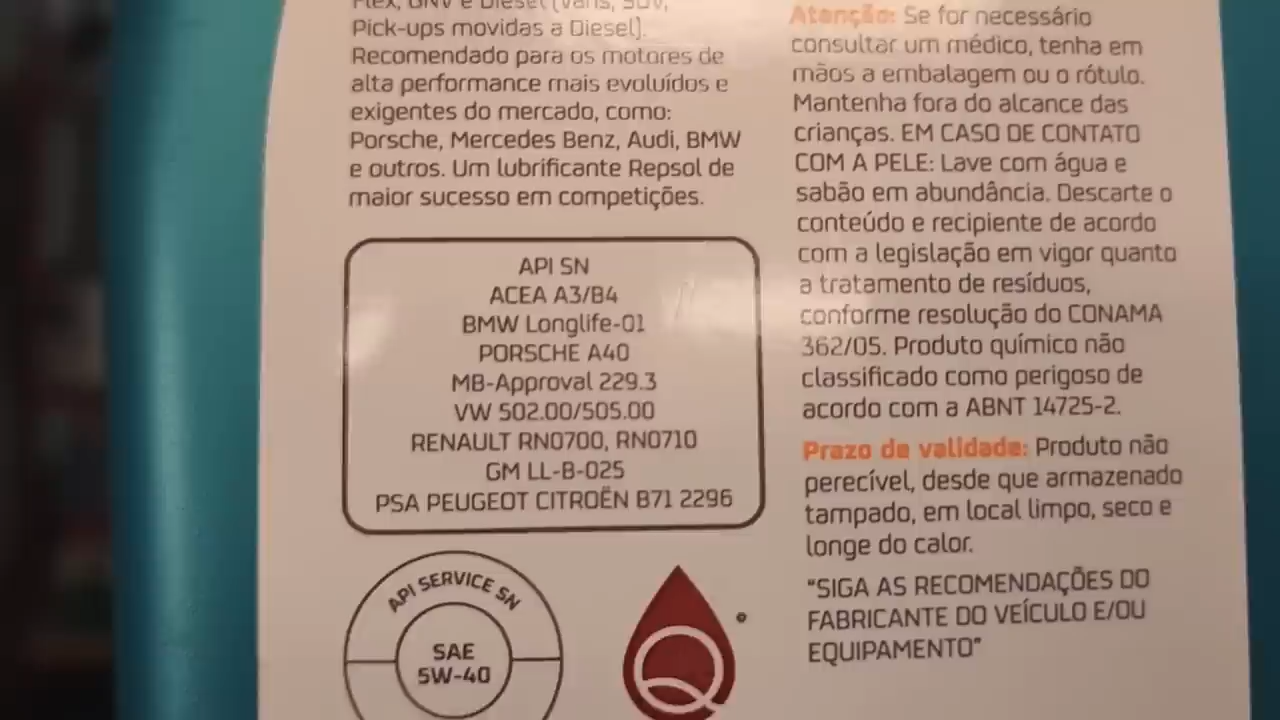 Flex, GNV e Diesel (Vans, SUV,
Pick-ups movidas a Diesel).
Recomendado para os motores de
alta performance mais evoluídos e
exigentes do mercado, como:
Porsche, Mercedes Benz, Audi, BMW
e outros. Um lubrificante Repsol de
maior sucesso em competições.
API SN
ACEA A3/B4
BMW Longlife-01
PORSCHE A40
MB-Approval 229.3
VW 502.00/505.00
RENAULT RN0700, RN0710
GM LL-B-025
PSA PEUGEOT CITROËN B71 2296
API SERVICE SN
SAE
5W-40
Atenção: Se for necessário
consultar um médico, tenha em
mãos a embalagem ou o rótulo.
Mantenha fora do alcance das
crianças. EM CASO DE CONTATO
COM A PELE: Lave com água e
sabão em abundância. Descarte o
conteúdo e recipiente de acordo
com a legislação em vigor quanto
a tratamento de resíduos,
conforme resolução do CONAMA
362/05. Produto químico não
classificado como perigoso de
acordo com a ABNT 14725-2.
Prazo de validade: Produto não
perecível, desde que armazenado
tampado, em local limpo, seco e
longe do calor.
"SIGA AS RECOMENDAÇÕES DO
FABRICANTE DO VEÍCULO E/OU
EQUIPAMENTO"